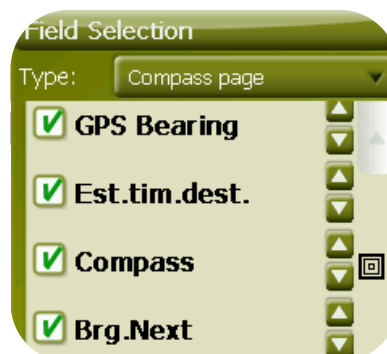 Field Selection
Type: Compass page
GPS Bearing
Est.tim.dest.
Compass
Brg.Next